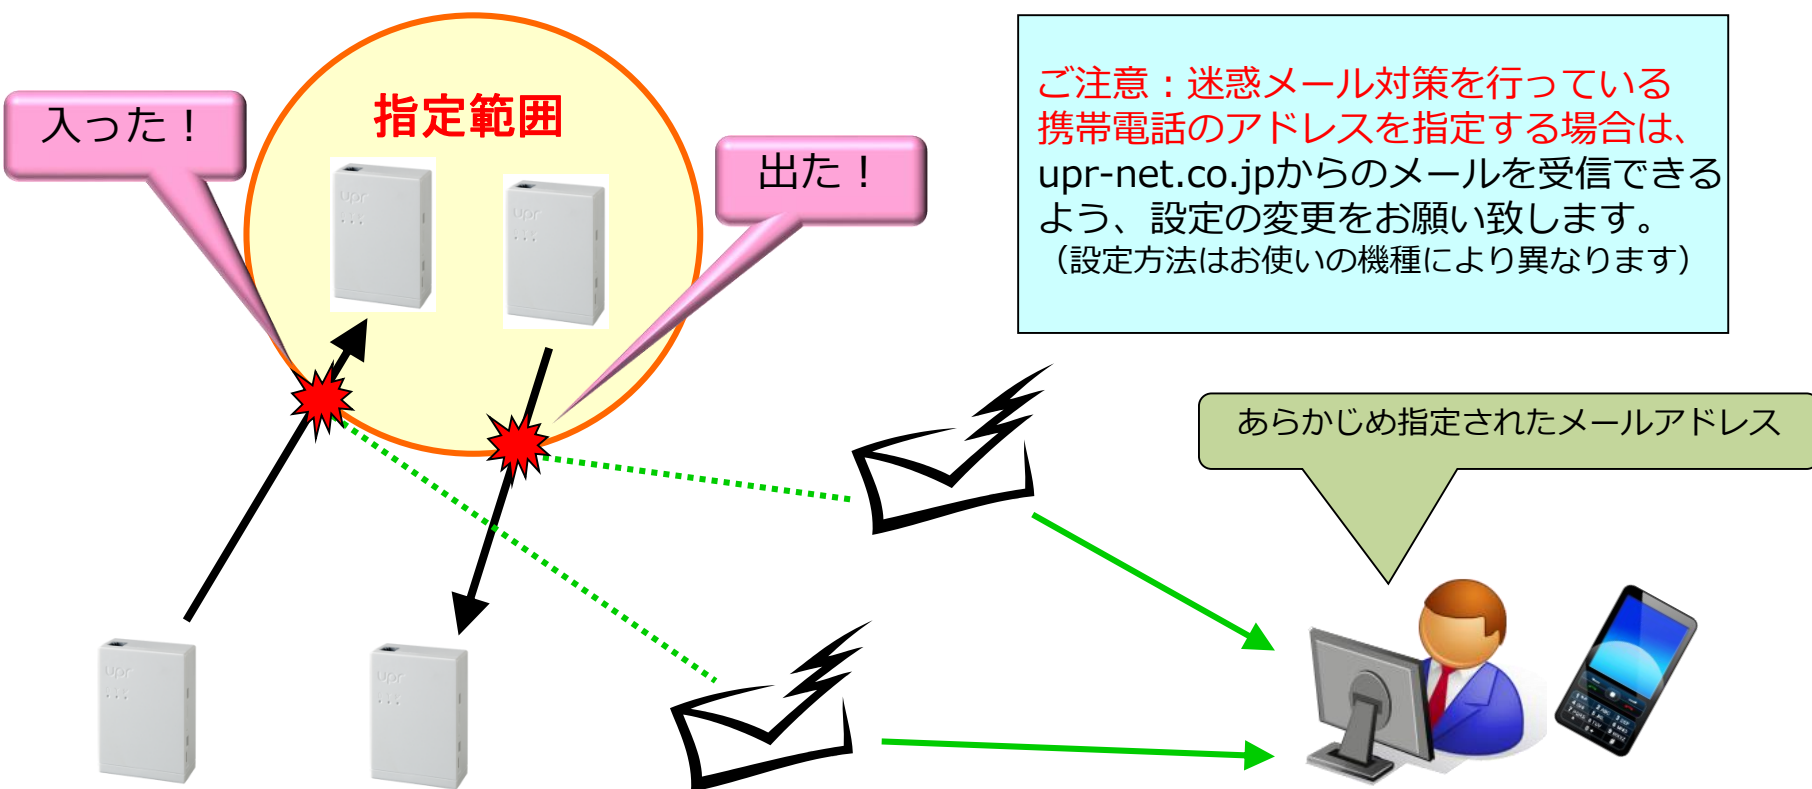 指定範囲
入った！
出た！
ご注意：迷惑メール対策を行っている
携帯電話のアドレスを指定する場合は、
upr-net.co.jpからのメールを受信できる
よう、設定の変更をお願い致します。
（設定方法はお使いの機種により異なります）
upr
upr
あらかじめ指定されたメールアドレス
upr
upr